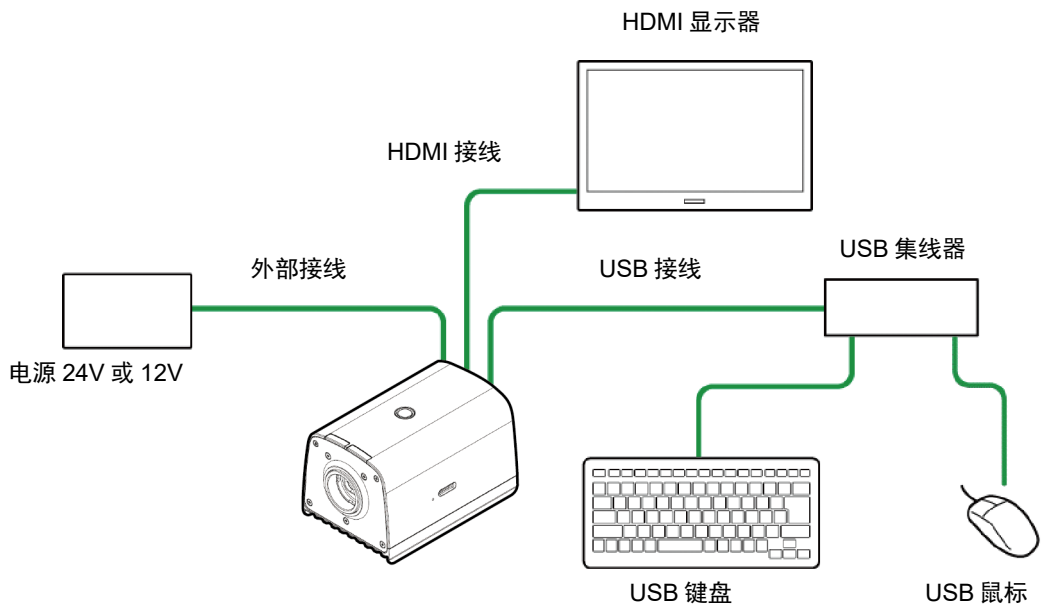 HDMI 显示器
HDMI 接线
外部接线
USB 接线
USB 集线器
电源 24V 或 12V
USB 键盘
USB 鼠标